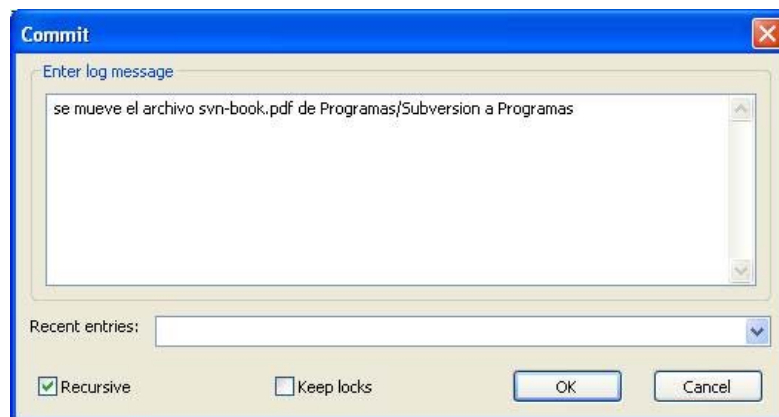 Commit
Enter log message
se mueve el archivo svn-book.pdf de Programas/Subversion a Programas
Recent entries:
Recursive Keep locks OK Cancel